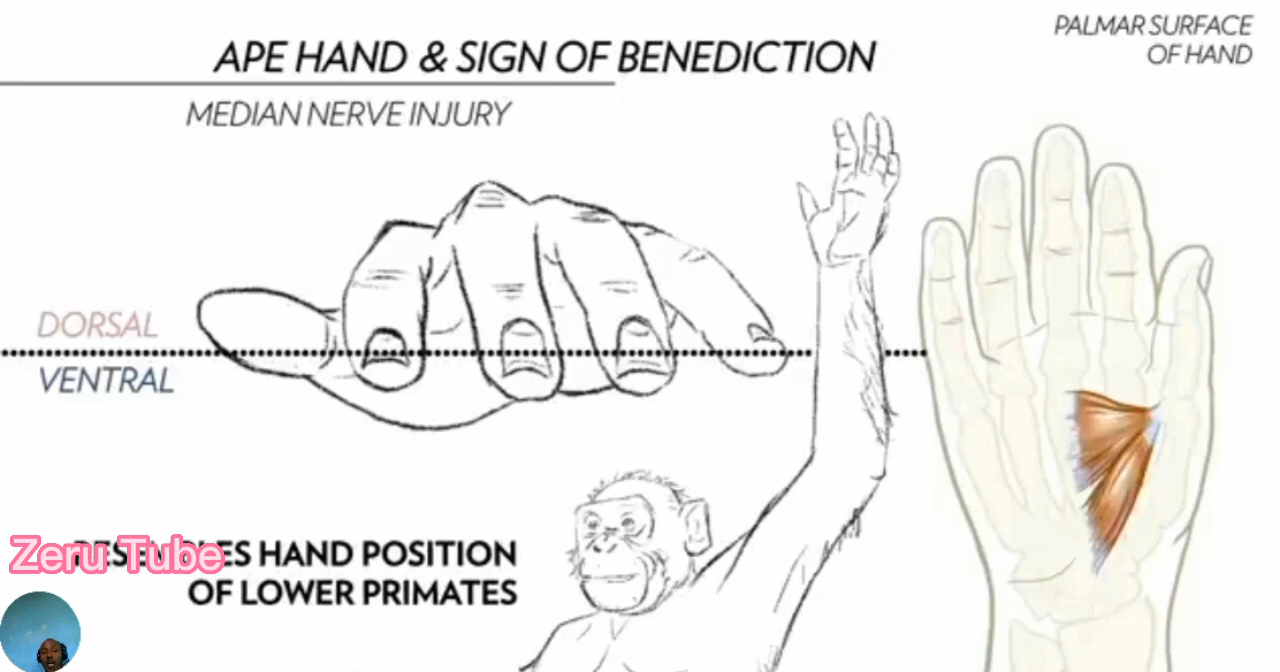 APE HAND & SIGN OF BENEDICTION
MEDIAN NERVE INJURY
PALMAR SURFACE
OF HAND
DORSAL
VENTRAL
Zeru Tube
HAND POSITION
OF LOWER PRIMATES